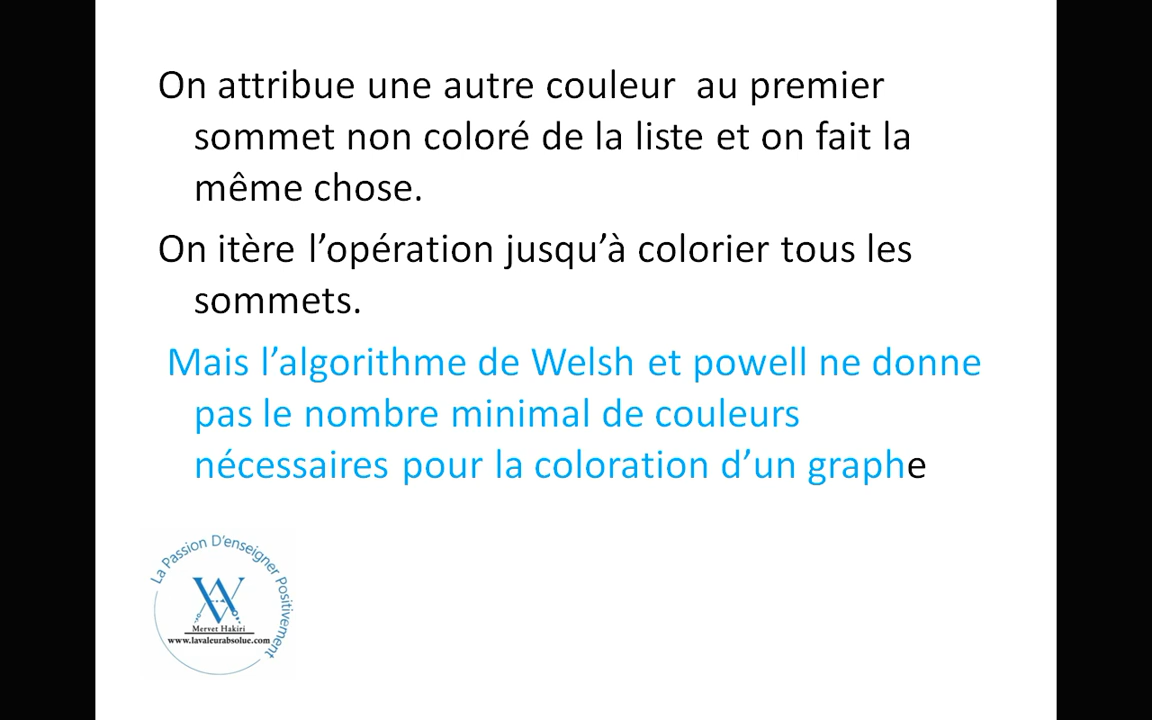 On attribue une autre couleur  au premier
sommet non coloré de la liste et on fait la
même chose.
On itère l’opération jusqu’à colorier tous les
sommets.
Mais l’algorithme de Welsh et powell ne donne
pas le nombre minimal de couleurs
nécessaires pour la coloration d’un graphe
La Passion D'enseigner Positivement
Mervet Hakiri
www.lavaleurabsolue.com